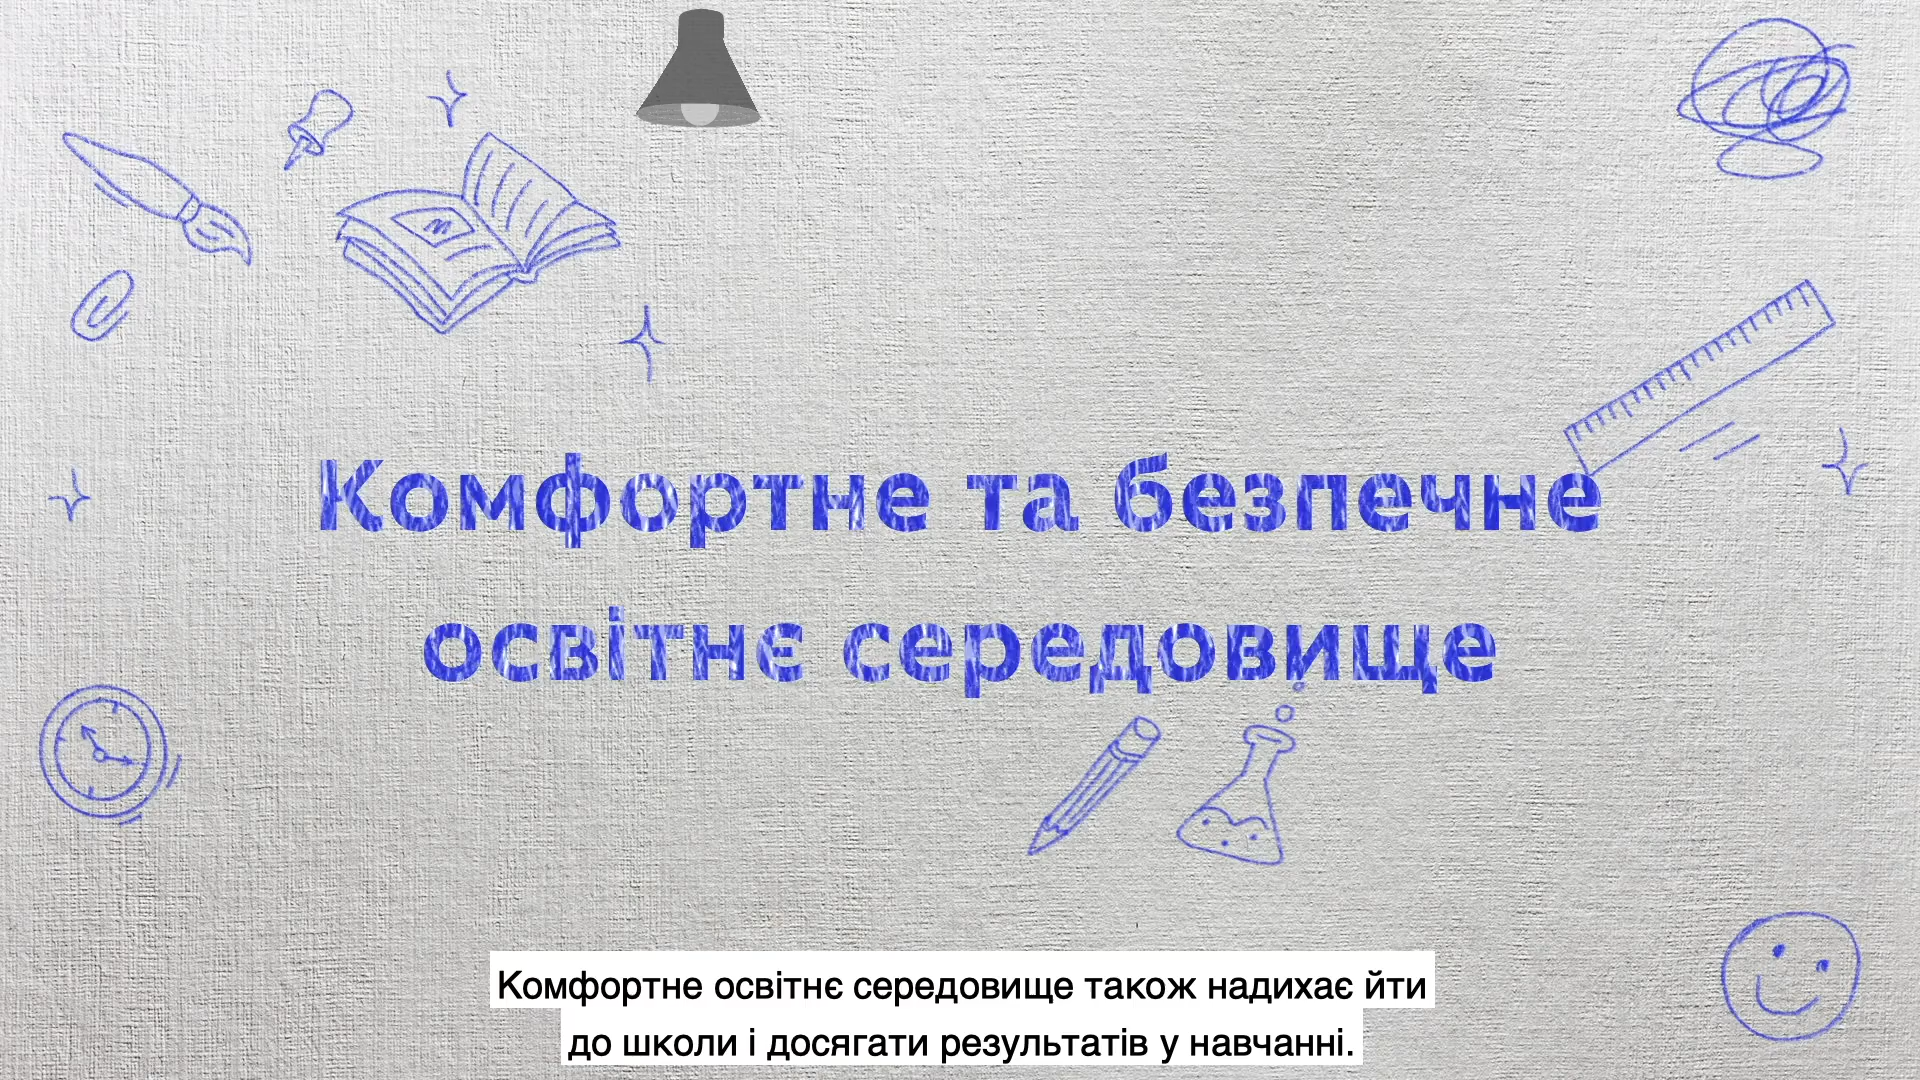 Комфортне та безпечне
освітнє середовище
Комфортне освітнє середовище також надихає йти
до школи і досягати результатів у навчанні.